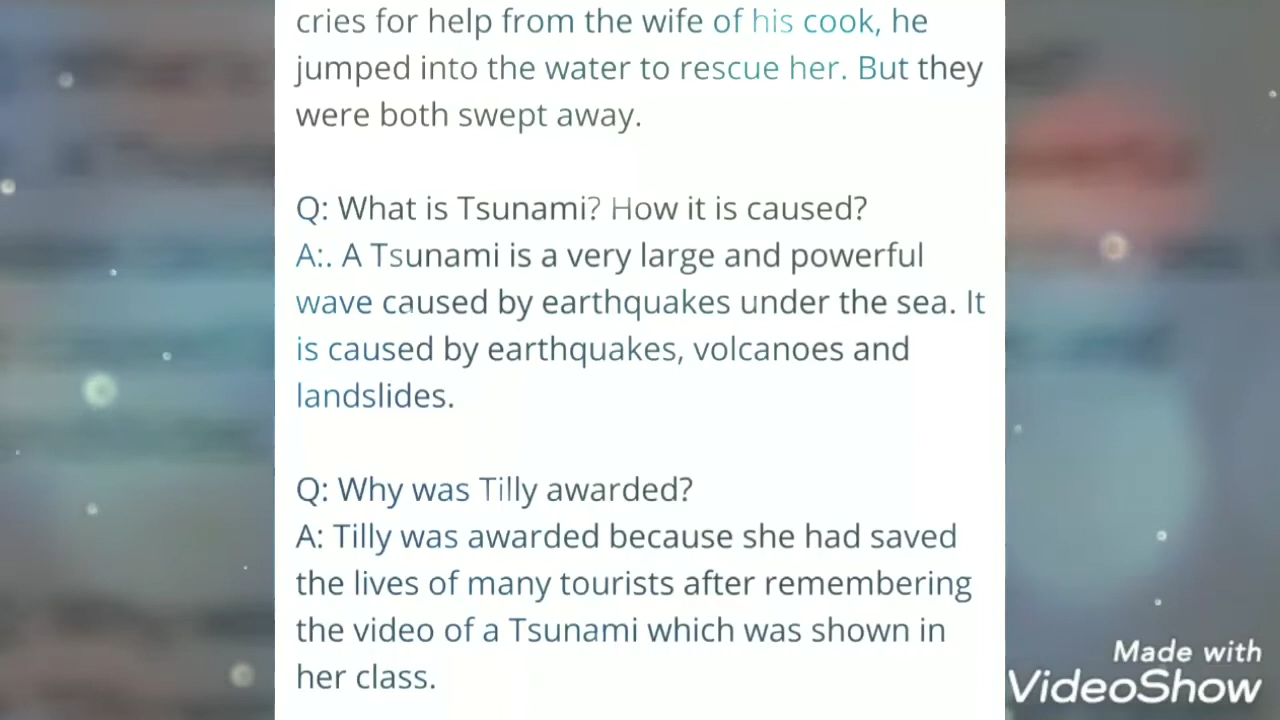 cries for help from the wife of his cook, he
jumped into the water to rescue her. But they
were both swept away.
Q: What is Tsunami? How it is caused?
A:. A Tsunami is a very large and powerful
wave caused by earthquakes under the sea. It
is caused by earthquakes, volcanoes and
landslides.
Q: Why was Tilly awarded?
A: Tilly was awarded because she had saved
the lives of many tourists after remembering
the video of a Tsunami which was shown in
her class.
Made with
VideoShow